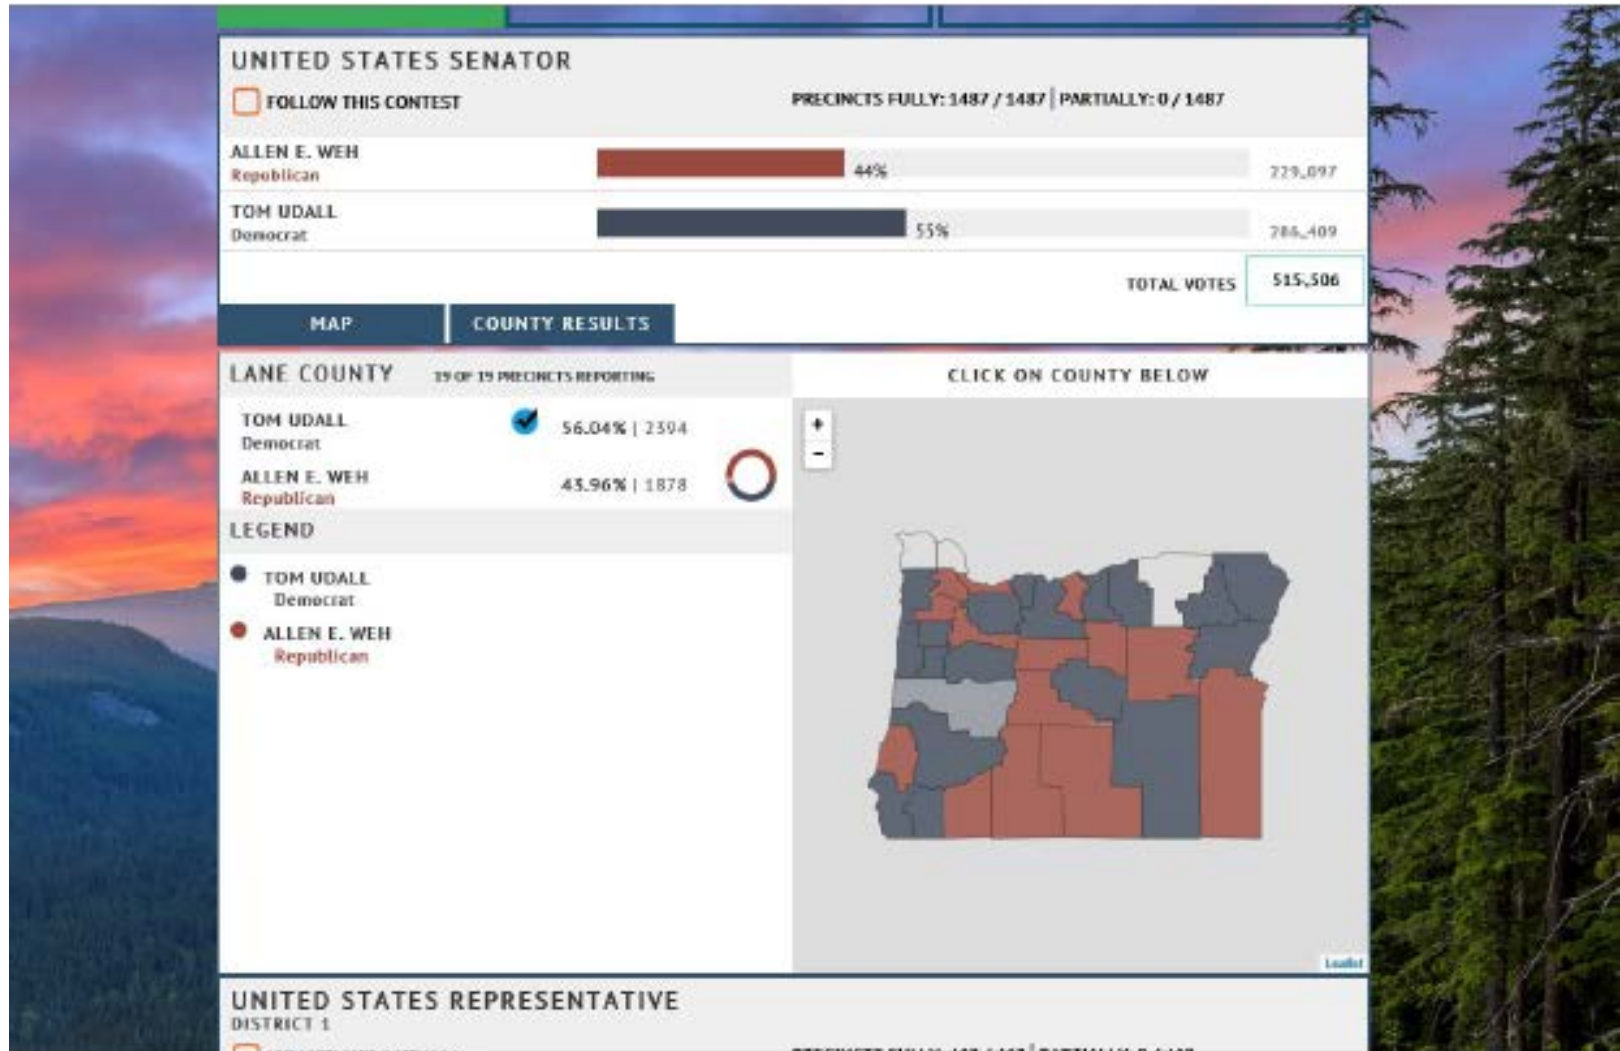 UNITED STATES SENATOR
FOLLOW THIS CONTEST
PRECINCTS FULLY: 1487 / 1487 | PARTIALLY: 0 / 1487
ALLEN E. WEH
Republican
44%
229,097
TOM UDALL
Democrat
55%
286,409
TOTAL VOTES 515,506
MAP
COUNTY RESULTS
LANE COUNTY 19 OF 19 PRECINCTS REPORTING
CLICK ON COUNTY BELOW
TOM UDALL
Democrat
56.04% | 2394
ALLEN E. WEH
Republican
43.96% | 1878
+
-
LEGEND
TOM UDALL
Democrat
ALLEN E. WEH
Republican
Leaflet
UNITED STATES REPRESENTATIVE
DISTRICT 1